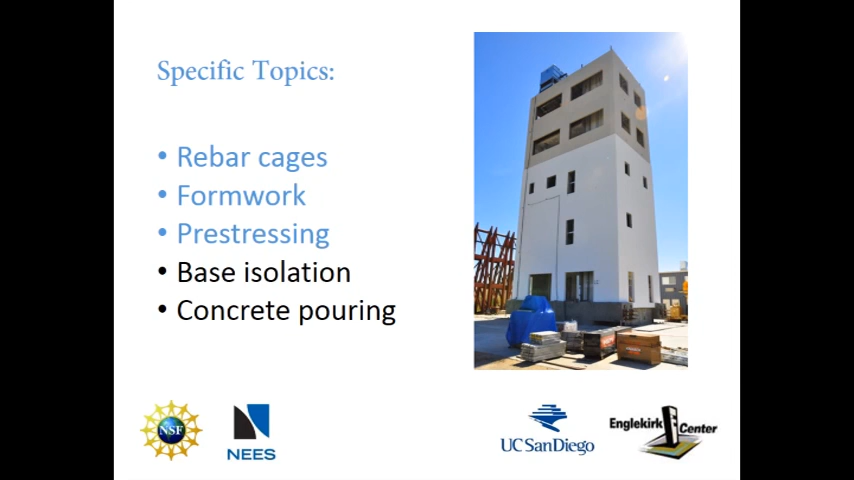 Specific Topics:
• Rebar cages
• Formwork
• Prestressing
• Base isolation
• Concrete pouring
NSF
NEES
UC San Diego
Englekirk Center